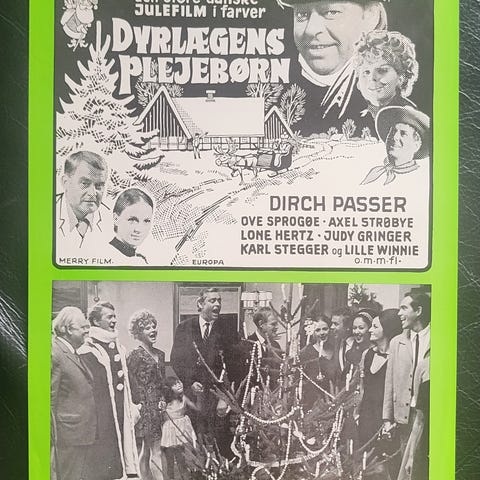 Den store danske
JULEFILM i farver
DYRLÆGENS
PLEJEBØRN
DIRCH PASSER
OVE SPROGØE · AXEL STRØBYE
LONE HERTZ · JUDY GRINGER
KARL STEGGER og LILLE WINNIE
o.m.m.fl.
MERRY FILM.
EUROPA